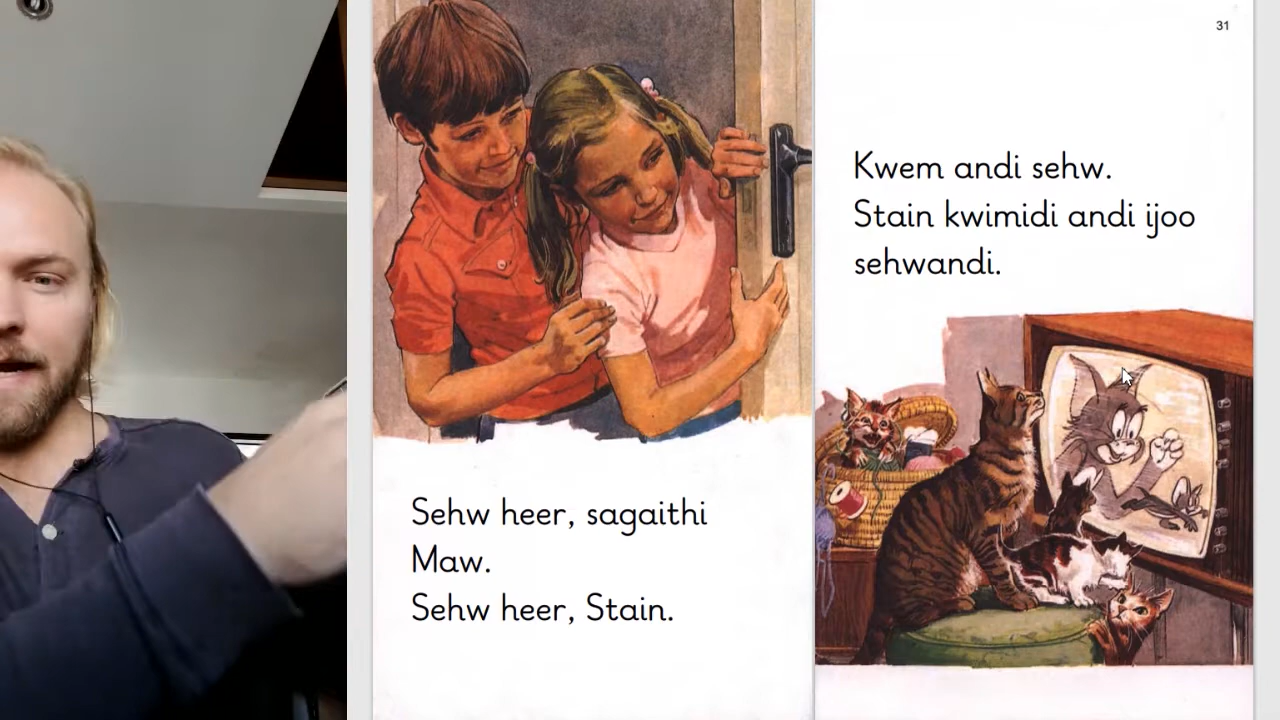 Sehw heer, sagaithi
Maw.
Sehw heer, Stain.
31
Kwem andi sehw.
Stain kwimidi andi ijoo
sehwandi.